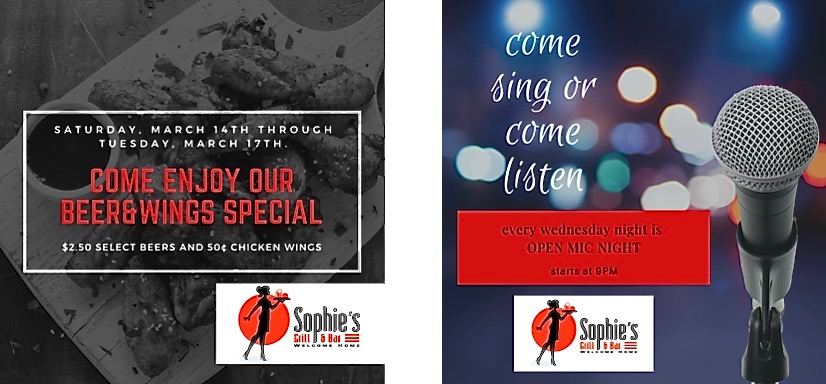 SATURDAY, MARCH 14TH THROUGH
TUESDAY, MARCH 17TH.
COME ENJOY OUR
BEER&WINGS SPECIAL
$2.50 SELECT BEERS AND 50¢ CHICKEN WINGS
Sophie's
Grill & Bar
WELCOME HOME
come
sing or
come
listen
every wednesday night is
OPEN MIC NIGHT
starts at 9PM
Sophie's
Grill & Bar
WELCOME HOME